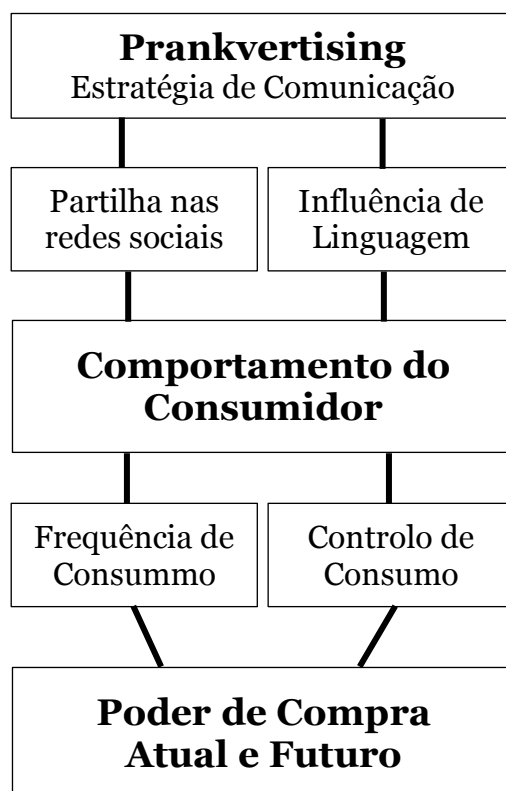 Prankvertising
Estratégia de Comunicação
Partilha nas
redes sociais
Influência de
Linguagem
Comportamento do
Consumidor
Frequência de
Consummo
Controlo de
Consumo
Poder de Compra
Atual e Futuro